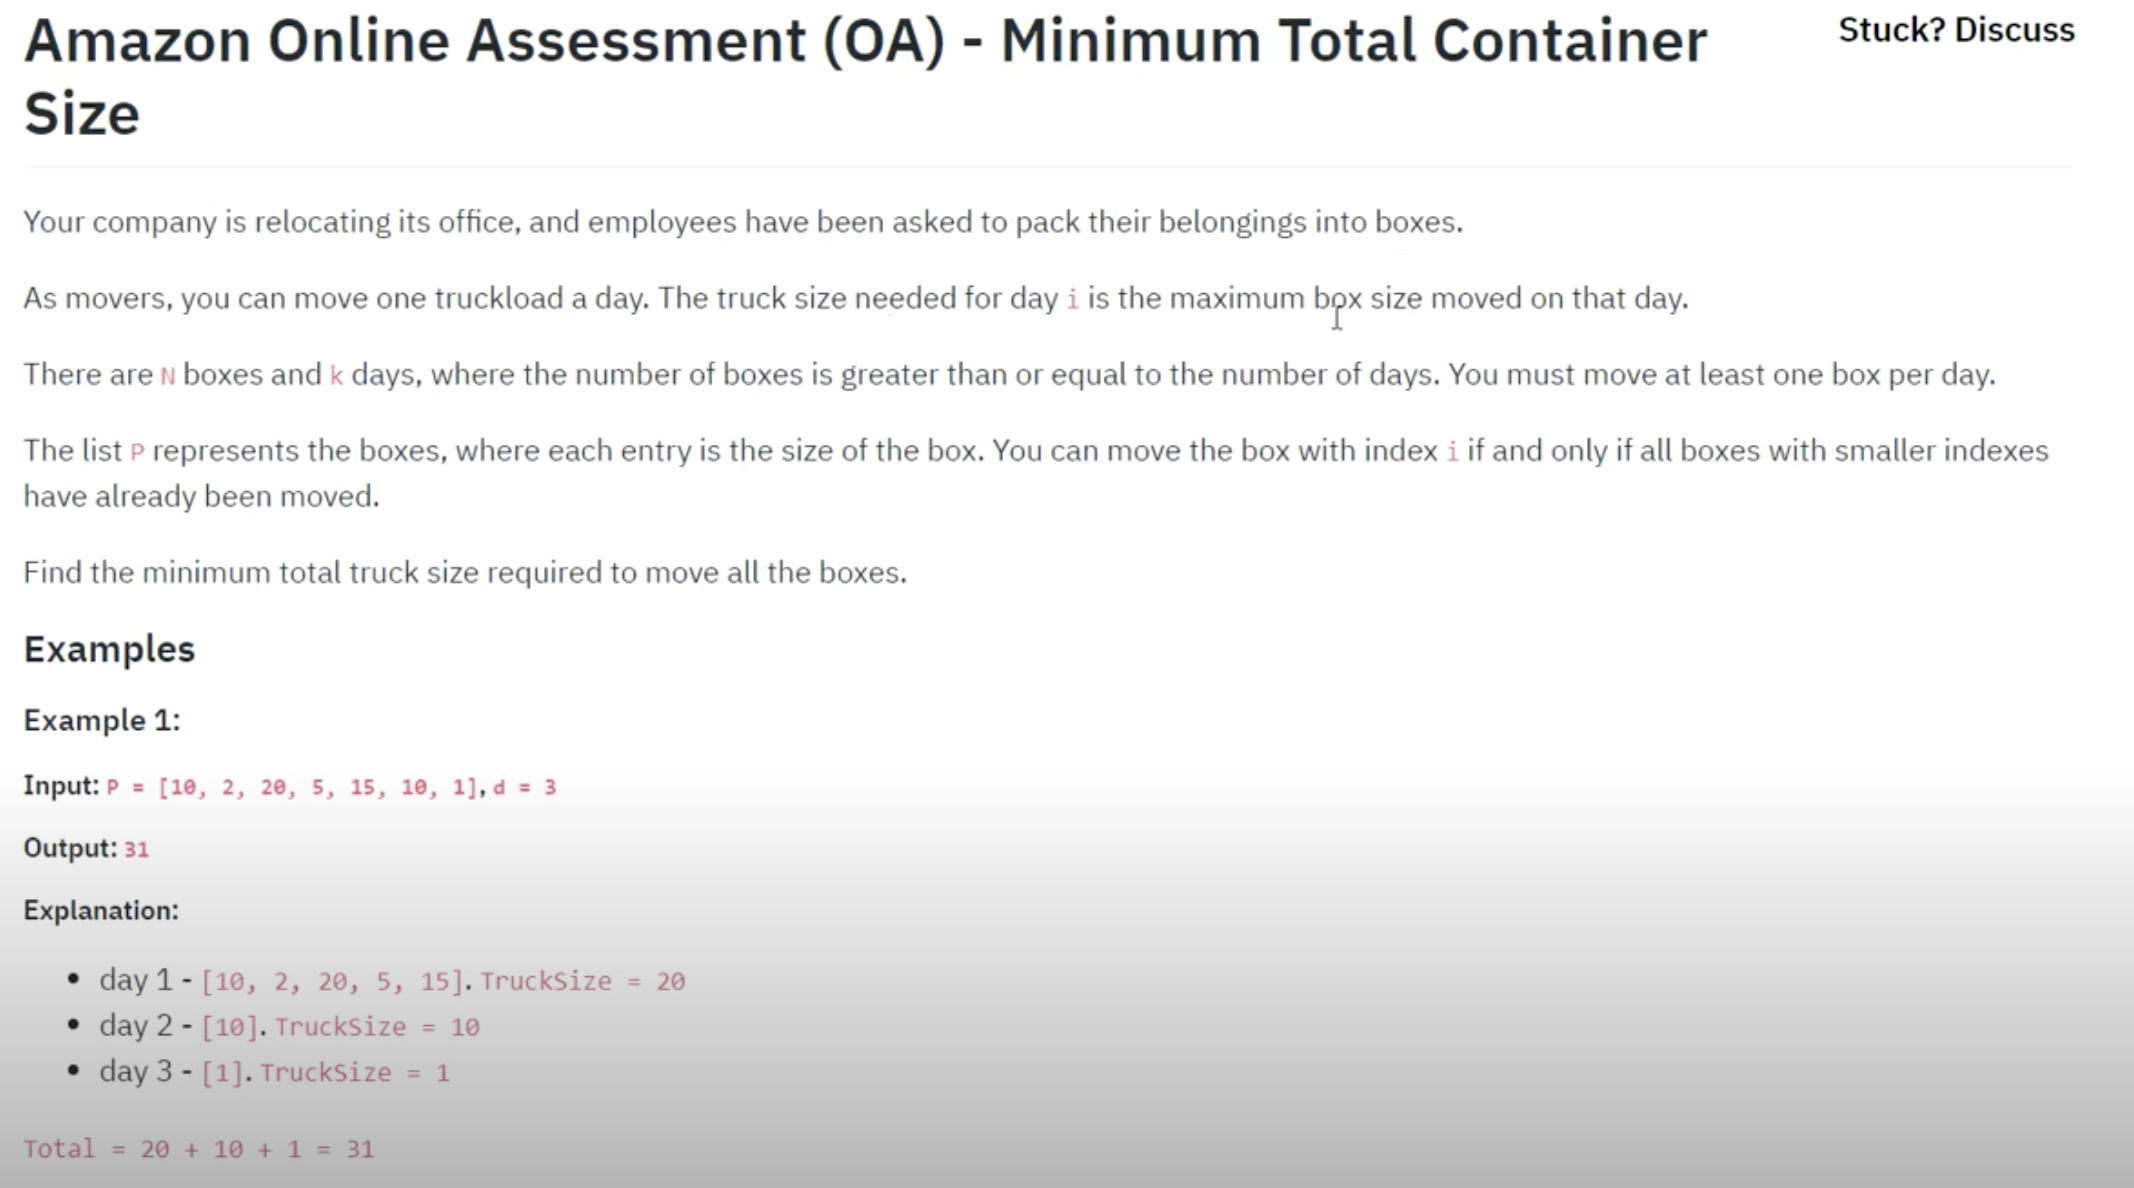 Amazon Online Assessment (OA) - Minimum Total Container
Size
Stuck? Discuss
Your company is relocating its office, and employees have been asked to pack their belongings into boxes.
As movers, you can move one truckload a day. The truck size needed for day i is the maximum box size moved on that day.
There are N boxes and k days, where the number of boxes is greater than or equal to the number of days. You must move at least one box per day.
The list P represents the boxes, where each entry is the size of the box. You can move the box with index i if and only if all boxes with smaller indexes
have already been moved.
Find the minimum total truck size required to move all the boxes.
Examples
Example 1:
Input: P = [10, 2, 20, 5, 15, 10, 1], d = 3
Output: 31
Explanation:
• day 1 - [10, 2, 20, 5, 15]. TruckSize = 20
• day 2 - [10]. TruckSize = 10
• day 3 - [1]. TruckSize = 1
Total = 20 + 10 + 1 = 31